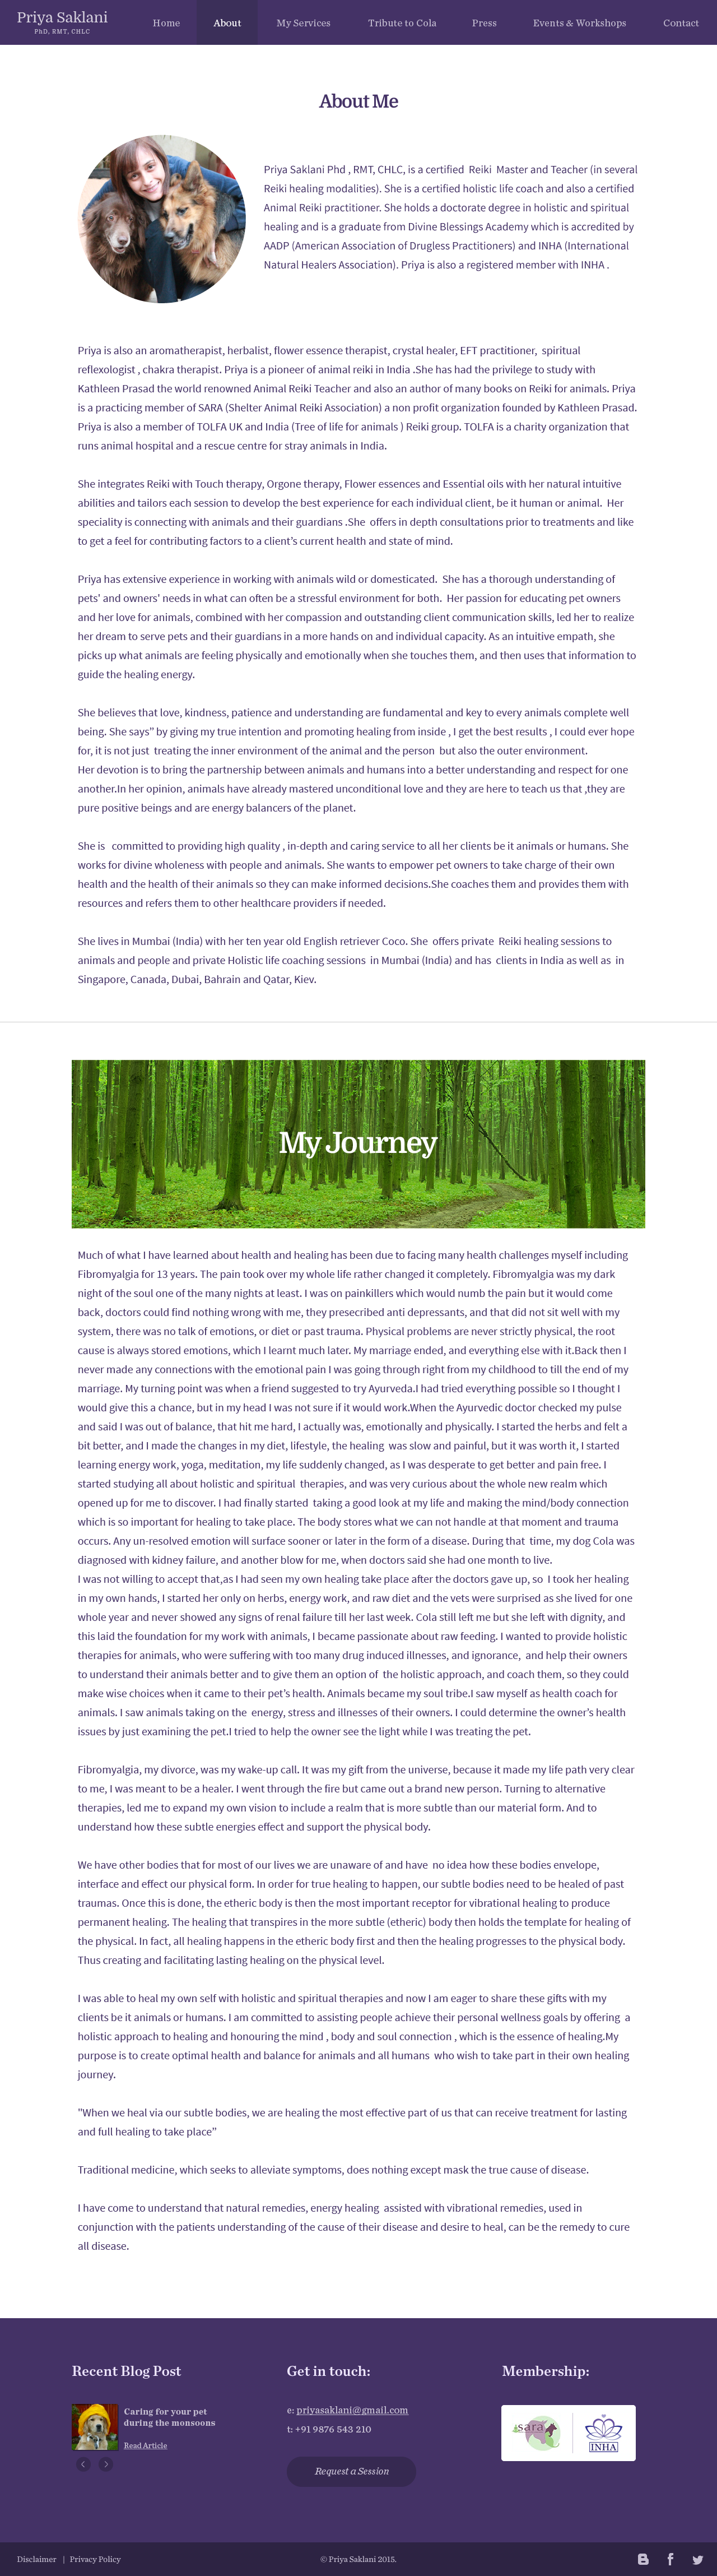 Priya Saklani
PhD, RMT, CHLC
Home
About
My Services
Tribute to Cola
Press
Events & Workshops
Contact
About Me
Priya Saklani Phd , RMT, CHLC, is a certified  Reiki  Master and Teacher (in several
Reiki healing modalities). She is a certified holistic life coach and also a certified
Animal Reiki practitioner. She holds a doctorate degree in holistic and spiritual
healing and is a graduate from Divine Blessings Academy which is accredited by
AADP (American Association of Drugless Practitioners) and INHA (International
Natural Healers Association). Priya is also a registered member with INHA .
Priya is also an aromatherapist, herbalist, flower essence therapist, crystal healer, EFT practitioner,  spiritual
reflexologist , chakra therapist. Priya is a pioneer of animal reiki in India .She has had the privilege to study with
Kathleen Prasad the world renowned Animal Reiki Teacher and also an author of many books on Reiki for animals. Priya
is a practicing member of SARA (Shelter Animal Reiki Association) a non profit organization founded by Kathleen Prasad.
Priya is also a member of TOLFA UK and India (Tree of life for animals ) Reiki group. TOLFA is a charity organization that
runs animal hospital and a rescue centre for stray animals in India.
She integrates Reiki with Touch therapy, Orgone therapy, Flower essences and Essential oils with her natural intuitive
abilities and tailors each session to develop the best experience for each individual client, be it human or animal.  Her
speciality is connecting with animals and their guardians .She  offers in depth consultations prior to treatments and like
to get a feel for contributing factors to a client's current health and state of mind.
Priya has extensive experience in working with animals wild or domesticated.  She has a thorough understanding of
pets' and owners' needs in what can often be a stressful environment for both.  Her passion for educating pet owners
and her love for animals, combined with her compassion and outstanding client communication skills, led her to realize
her dream to serve pets and their guardians in a more hands on and individual capacity. As an intuitive empath, she
picks up what animals are feeling physically and emotionally when she touches them, and then uses that information to
guide the healing energy.
She believes that love, kindness, patience and understanding are fundamental and key to every animals complete well
being. She says” by giving my true intention and promoting healing from inside , I get the best results , I could ever hope
for, it is not just  treating the inner environment of the animal and the person  but also the outer environment.
Her devotion is to bring the partnership between animals and humans into a better understanding and respect for one
another.In her opinion, animals have already mastered unconditional love and they are here to teach us that ,they are
pure positive beings and are energy balancers of the planet.
She is   committed to providing high quality , in-depth and caring service to all her clients be it animals or humans. She
works for divine wholeness with people and animals. She wants to empower pet owners to take charge of their own
health and the health of their animals so they can make informed decisions.She coaches them and provides them with
resources and refers them to other healthcare providers if needed.
She lives in Mumbai (India) with her ten year old English retriever Coco. She  offers private  Reiki healing sessions to
animals and people and private Holistic life coaching sessions  in Mumbai (India) and has  clients in India as well as  in
Singapore, Canada, Dubai, Bahrain and Qatar, Kiev.
My Journey
Much of what I have learned about health and healing has been due to facing many health challenges myself including
Fibromyalgia for 13 years. The pain took over my whole life rather changed it completely. Fibromyalgia was my dark
night of the soul one of the many nights at least. I was on painkillers which would numb the pain but it would come
back, doctors could find nothing wrong with me, they presecribed anti depressants, and that did not sit well with my
system, there was no talk of emotions, or diet or past trauma. Physical problems are never strictly physical, the root
cause is always stored emotions, which I learnt much later. My marriage ended, and everything else with it.Back then I
never made any connections with the emotional pain I was going through right from my childhood to till the end of my
marriage. My turning point was when a friend suggested to try Ayurveda.I had tried everything possible so I thought I
would give this a chance, but in my head I was not sure if it would work.When the Ayurvedic doctor checked my pulse
and said I was out of balance, that hit me hard, I actually was, emotionally and physically. I started the herbs and felt a
bit better, and I made the changes in my diet, lifestyle, the healing  was slow and painful, but it was worth it, I started
learning energy work, yoga, meditation, my life suddenly changed, as I was desperate to get better and pain free. I
started studying all about holistic and spiritual  therapies, and was very curious about the whole new realm which
opened up for me to discover. I had finally started  taking a good look at my life and making the mind/body connection
which is so important for healing to take place. The body stores what we can not handle at that moment and trauma
occurs. Any un-resolved emotion will surface sooner or later in the form of a disease. During that  time, my dog Cola was
diagnosed with kidney failure, and another blow for me, when doctors said she had one month to live.
I was not willing to accept that,as I had seen my own healing take place after the doctors gave up, so  I took her healing
in my own hands, I started her only on herbs, energy work, and raw diet and the vets were surprised as she lived for one
whole year and never showed any signs of renal failure till her last week. Cola still left me but she left with dignity, and
this laid the foundation for my work with animals, I became passionate about raw feeding. I wanted to provide holistic
therapies for animals, who were suffering with too many drug induced illnesses, and ignorance,  and help their owners
to understand their animals better and to give them an option of  the holistic approach, and coach them, so they could
make wise choices when it came to their pet's health. Animals became my soul tribe.I saw myself as health coach for
animals. I saw animals taking on the  energy, stress and illnesses of their owners. I could determine the owner's health
issues by just examining the pet.I tried to help the owner see the light while I was treating the pet.
Fibromyalgia, my divorce, was my wake-up call. It was my gift from the universe, because it made my life path very clear
to me, I was meant to be a healer. I went through the fire but came out a brand new person. Turning to alternative
therapies, led me to expand my own vision to include a realm that is more subtle than our material form. And to
understand how these subtle energies effect and support the physical body.
We have other bodies that for most of our lives we are unaware of and have  no idea how these bodies envelope,
interface and effect our physical form. In order for true healing to happen, our subtle bodies need to be healed of past
traumas. Once this is done, the etheric body is then the most important receptor for vibrational healing to produce
permanent healing. The healing that transpires in the more subtle (etheric) body then holds the template for healing of
the physical. In fact, all healing happens in the etheric body first and then the healing progresses to the physical body.
Thus creating and facilitating lasting healing on the physical level.
I was able to heal my own self with holistic and spiritual therapies and now I am eager to share these gifts with my
clients be it animals or humans. I am committed to assisting people achieve their personal wellness goals by offering  a
holistic approach to healing and honouring the mind , body and soul connection , which is the essence of healing.My
purpose is to create optimal health and balance for animals and all humans  who wish to take part in their own healing
journey.
"When we heal via our subtle bodies, we are healing the most effective part of us that can receive treatment for lasting
and full healing to take place”
Traditional medicine, which seeks to alleviate symptoms, does nothing except mask the true cause of disease.
I have come to understand that natural remedies, energy healing  assisted with vibrational remedies, used in
conjunction with the patients understanding of the cause of their disease and desire to heal, can be the remedy to cure
all disease.
Recent Blog Post
Caring for your pet
during the monsoons
Read Article
Get in touch:
e: priyasaklani@gmail.com
t: +91 9876 543 210
Request a Session
Membership:
sara
INHA
Disclaimer | Privacy Policy
© Priya Saklani 2015.